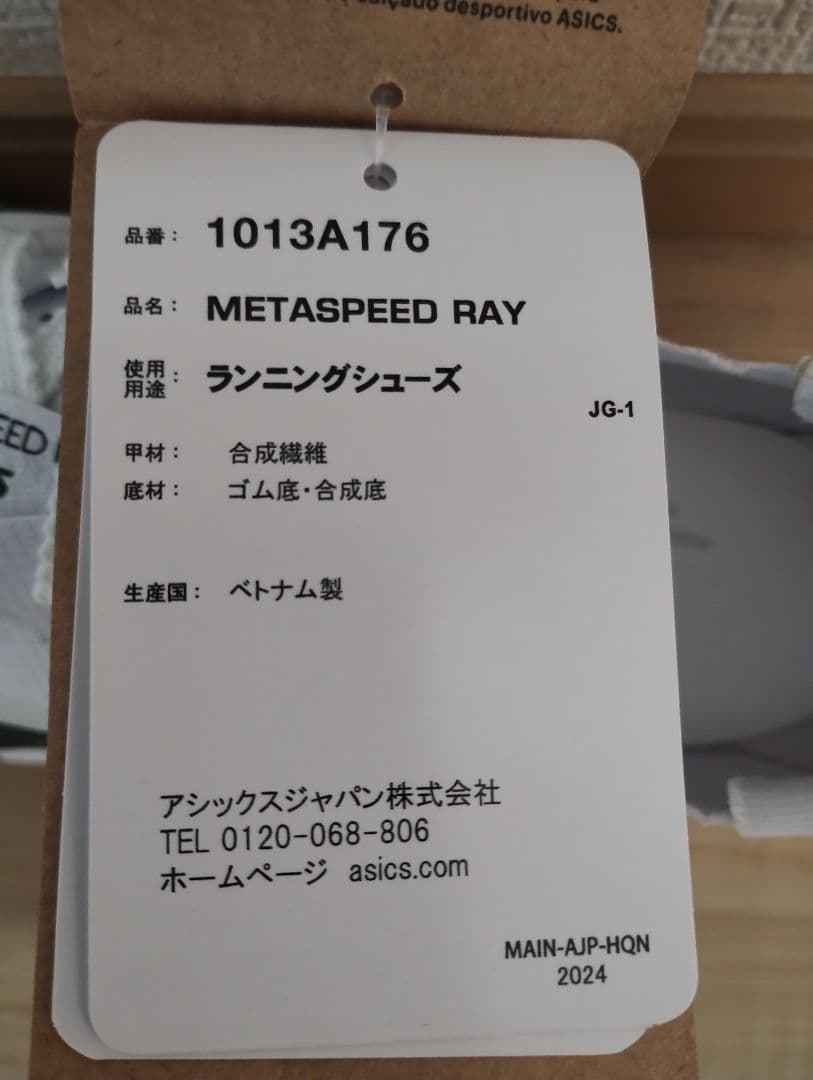 desportivo ASICS.
品番： 1013A176
品名： METASPEED RAY
使用用途： ランニングシューズ
JG-1
甲材： 合成繊維
底材： ゴム底・合成底
生産国： ベトナム製
アシックスジャパン株式会社
TEL 0120-068-806
ホームページ asics.com
MAIN-AJP-HQN
2024